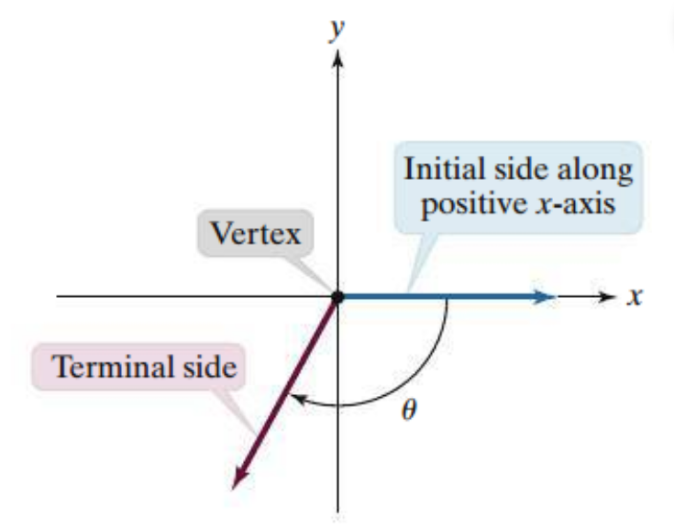 y
Initial side along
positive x-axis
Vertex
x
Terminal side
θ